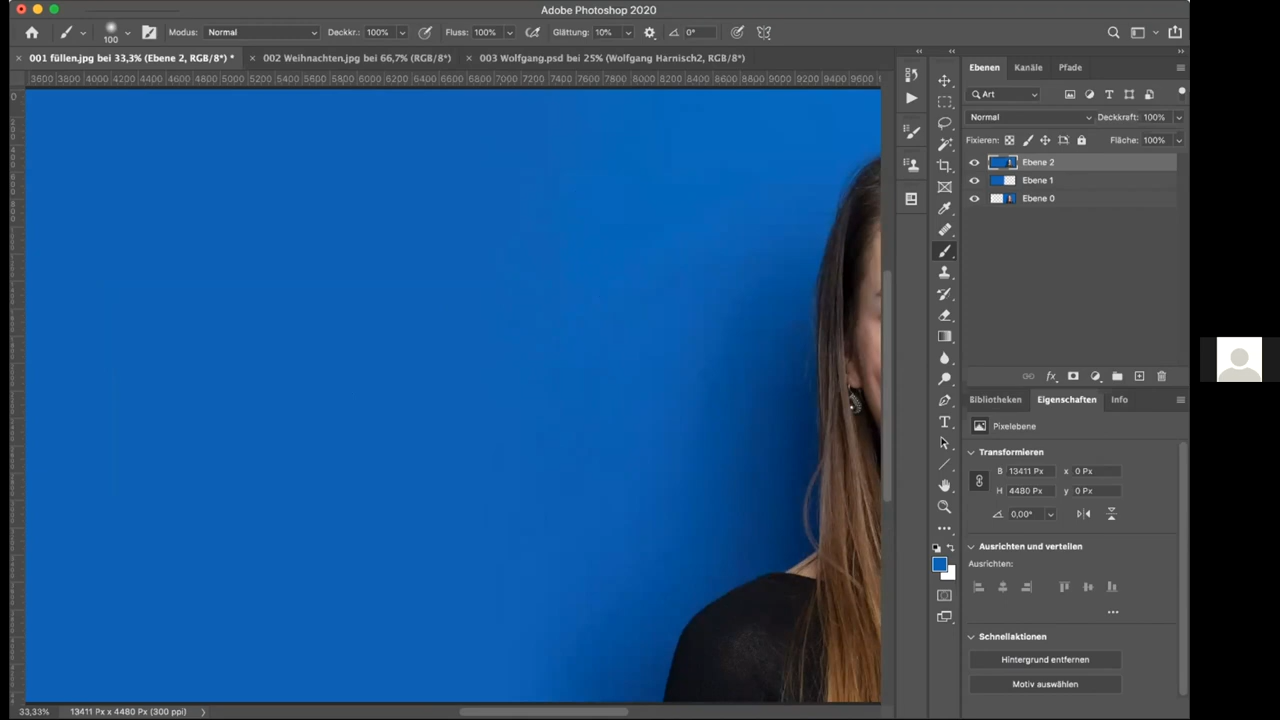 Adobe Photoshop 2020
100 Modus: Normal Deckkr.: 100% Fluss: 100% Glättung: 10% 0°
× 001 füllen.jpg bei 33,3% (Ebene 2, RGB/8*) * × 002 Weihnachten.jpg bei 66,7% (RGB/8*) × 003 Wolfgang.psd bei 25% (Wolfgang Harnisch2, RGB/8*)
3600 3800 4000 4200 4400 4600 4800 5000 5200 5400 5600 5800 6000 6200 6400 6600 6800 7000 7200 7400 7600 7800 8000 8200 8400 8600 8800 9000 9200 9400 9600
Ebenen Kanäle Pfade
Art
Normal Deckkraft: 100%
Fixieren: Fläche: 100%
Ebene 2
Ebene 1
Ebene 0
fx
Bibliotheken Eigenschaften Info
Pixelebene
Transformieren
B 13411 Px x 0 Px
H 4480 Px y 0 Px
0,00°
Ausrichten und verteilen
Ausrichten:
Schnellaktionen
Hintergrund entfernen
Motiv auswählen
33,33% 13411 Px x 4480 Px (300 ppi)